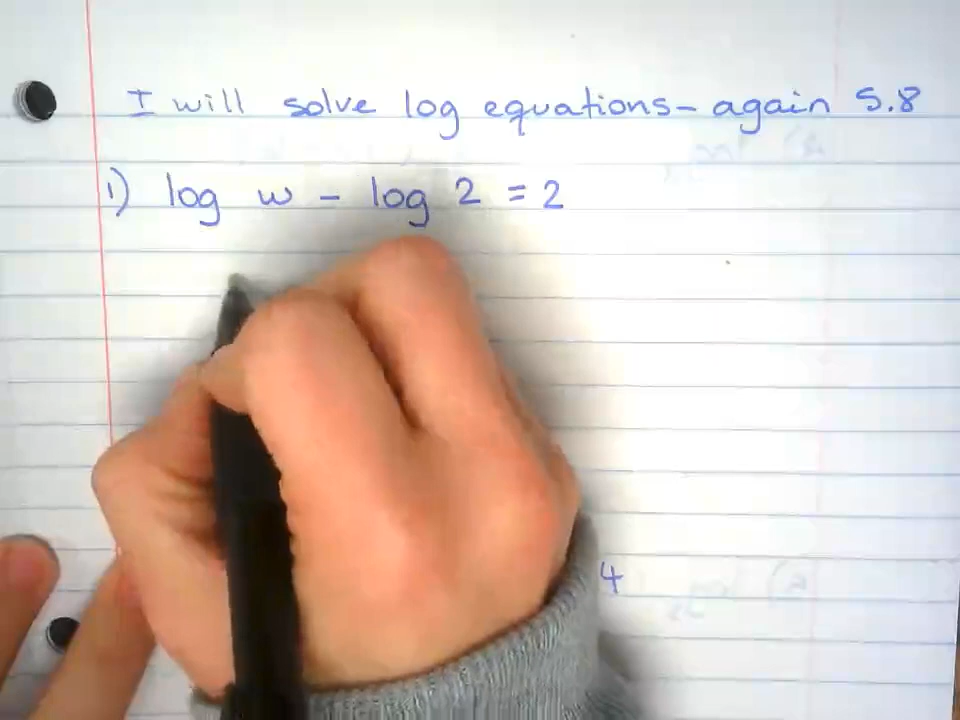 I will solve log equations- again 5.8
1) log w - log 2 = 2
4